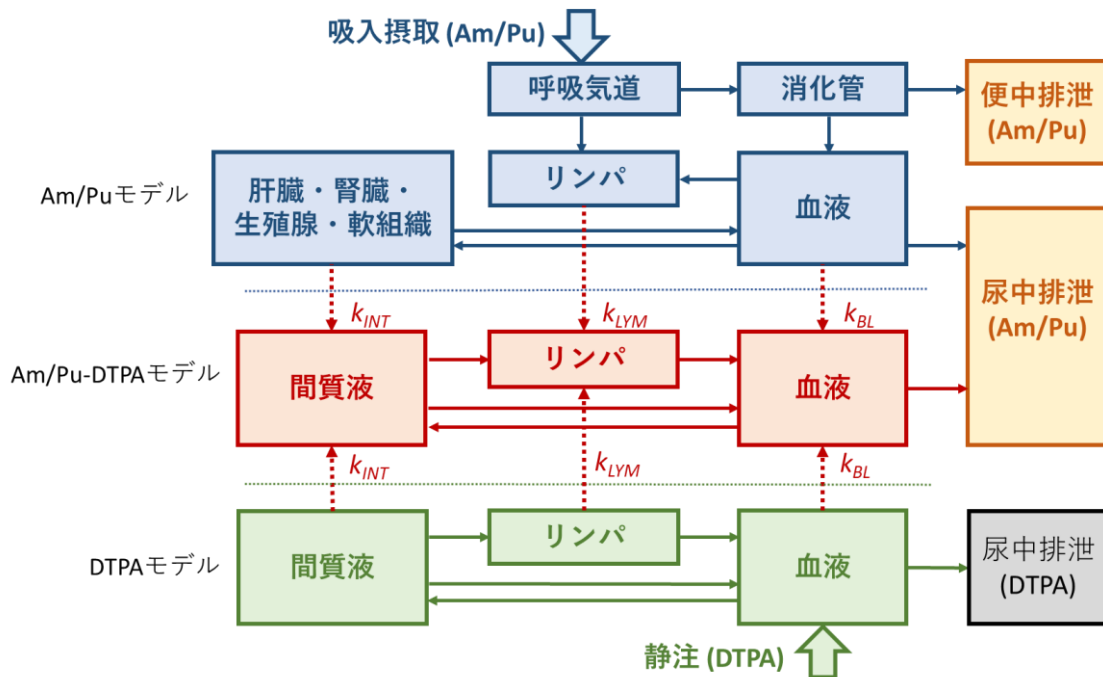 吸入摂取 (Am/Pu)
呼吸気道
消化管
便中排泄
(Am/Pu)
Am/Puモデル
肝臓・腎臓・
生殖腺・軟組織
リンパ
血液
尿中排泄
(Am/Pu)
kINT
kLYM
kBL
Am/Pu-DTPAモデル
間質液
リンパ
血液
kINT
kLYM
kBL
DTPAモデル
間質液
リンパ
血液
尿中排泄
(DTPA)
静注 (DTPA)